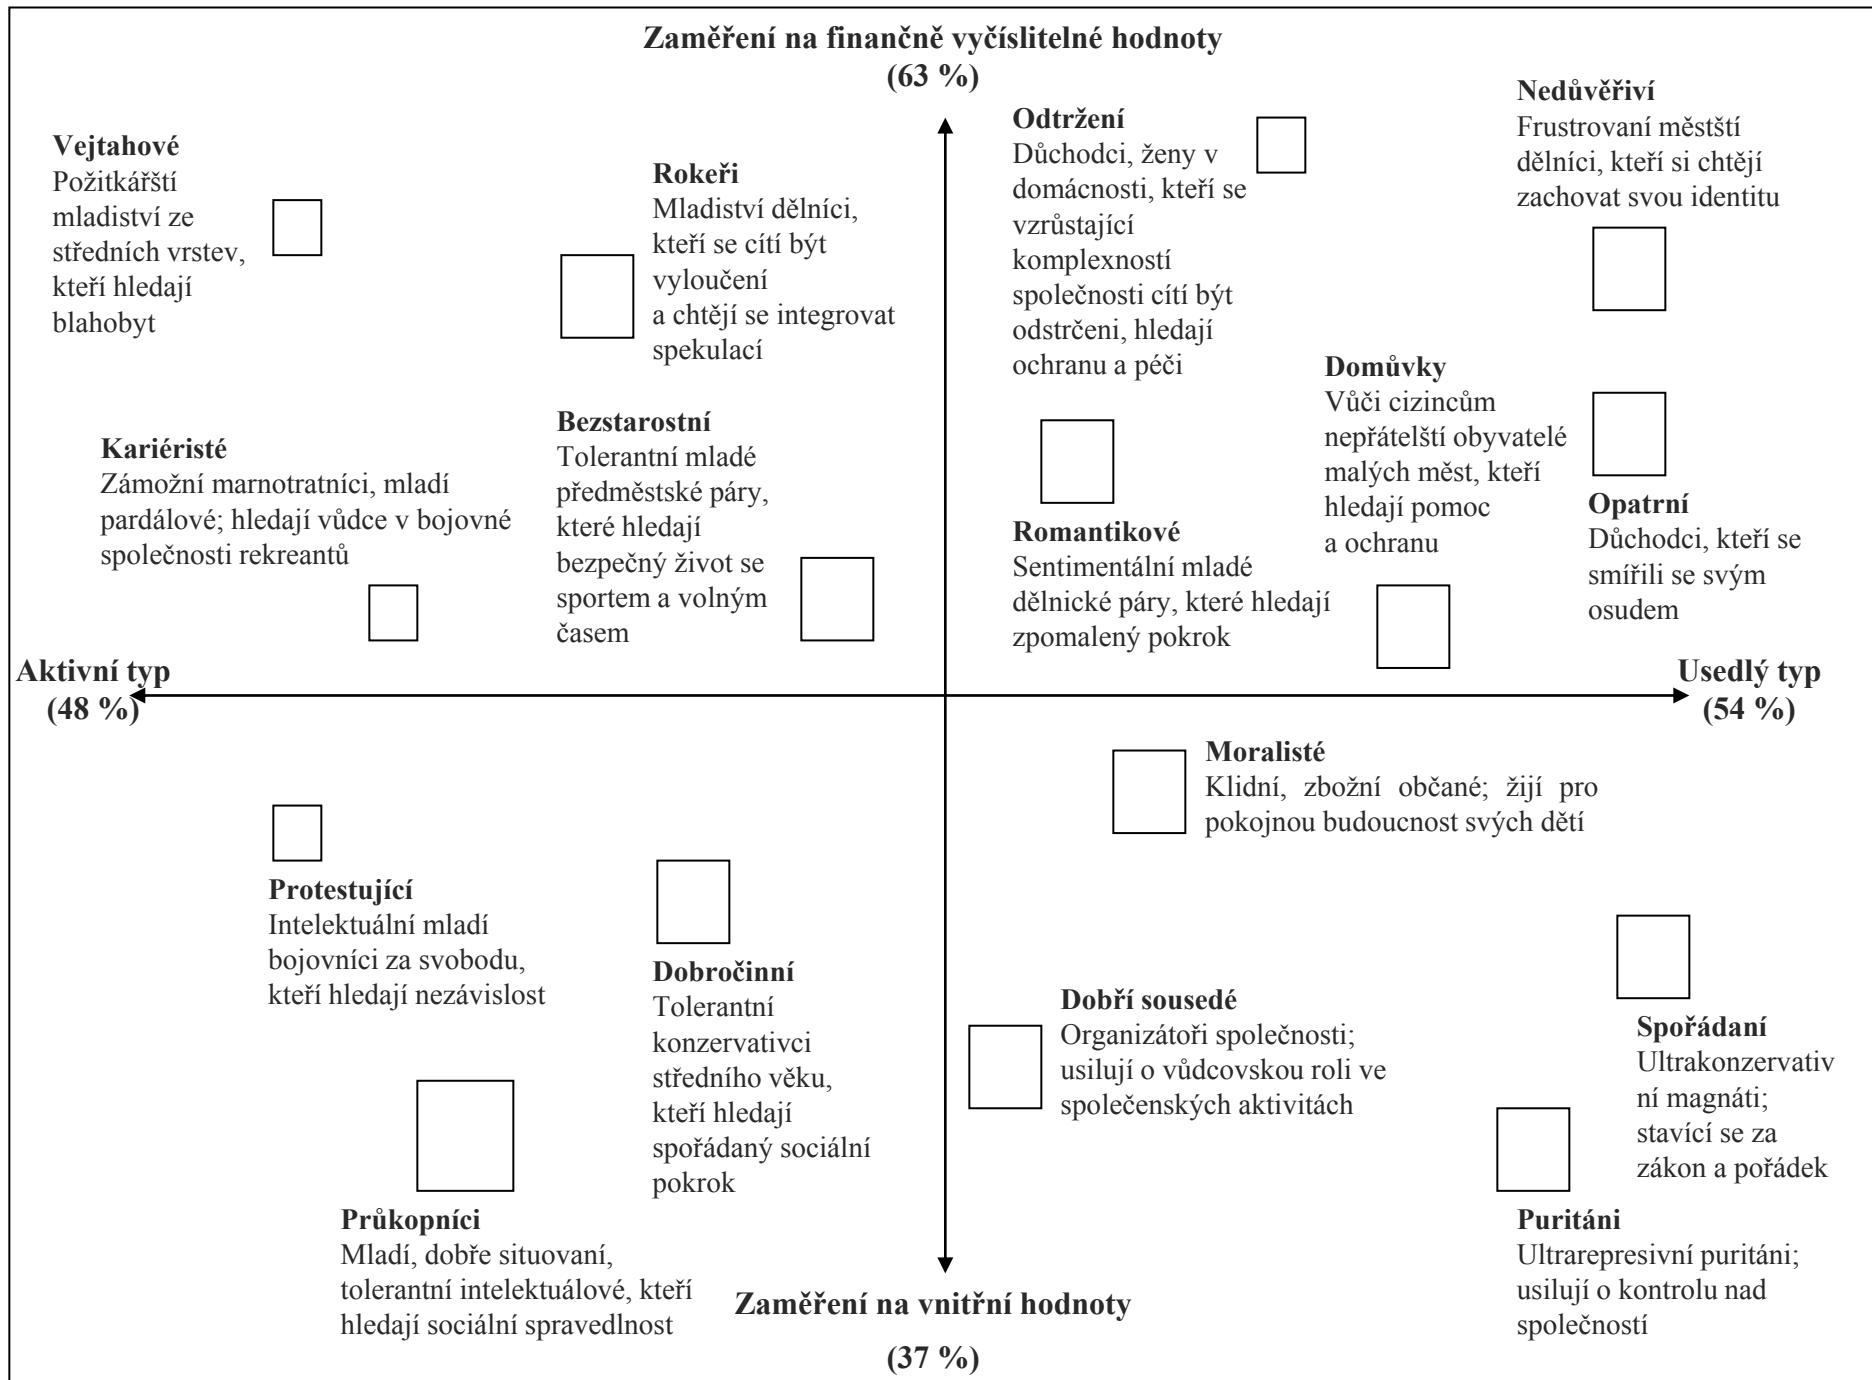 Zaměření na finančně vyčíslitelné hodnoty
(63 %)
Vejtahové
Požitkářští
mladiství ze
středních vrstev,
kteří hledají
blahobyt
Rokeři
Mladiství dělníci,
kteří se cítí být
vyloučení
a chtějí se integrovat
spekulací
Odtržení
Důchodci, ženy v
domácnosti, kteří se
vzrůstající
komplexností
společnosti cítí být
odstrčeni, hledají
ochranu a péči
Nedůvěřiví
Frustrovaní městští
dělníci, kteří si chtějí
zachovat svou identitu
Kariéristé
Zámožní marnotratníci, mladí
pardálové; hledají vůdce v bojovné
společnosti rekreantů
Bezstarostní
Tolerantní mladé
předměstské páry,
které hledají
bezpečný život se
sportem a volným
časem
Romantikové
Sentimentální mladé
dělnické páry, které hledají
zpomalený pokrok
Domůvky
Vůči cizincům
nepřátelští obyvatelé
malých měst, kteří
hledají pomoc
a ochranu
Opatrní
Důchodci, kteří se
smířili se svým
osudem
Aktivní typ
(48 %)
Usedlý typ
(54 %)
Moralisté
Klidní, zbožní občané; žijí pro
pokojnou budoucnost svých dětí
Protestující
Intelektuální mladí
bojovníci za svobodu,
kteří hledají nezávislost
Dobročinní
Tolerantní
konzervativci
středního věku,
kteří hledají
spořádaný sociální
pokrok
Dobří sousedé
Organizátoři společnosti;
usilují o vůdcovskou roli ve
společenských aktivitách
Spořádaní
Ultrakonzervativ
ní magnáti;
stavící se za
zákon a pořádek
Průkopníci
Mladí, dobře situovaní,
tolerantní intelektuálové, kteří
hledají sociální spravedlnost
Puritáni
Ultrarepresivní puritáni;
usilují o kontrolu nad
společností
Zaměření na vnitřní hodnoty
(37 %)